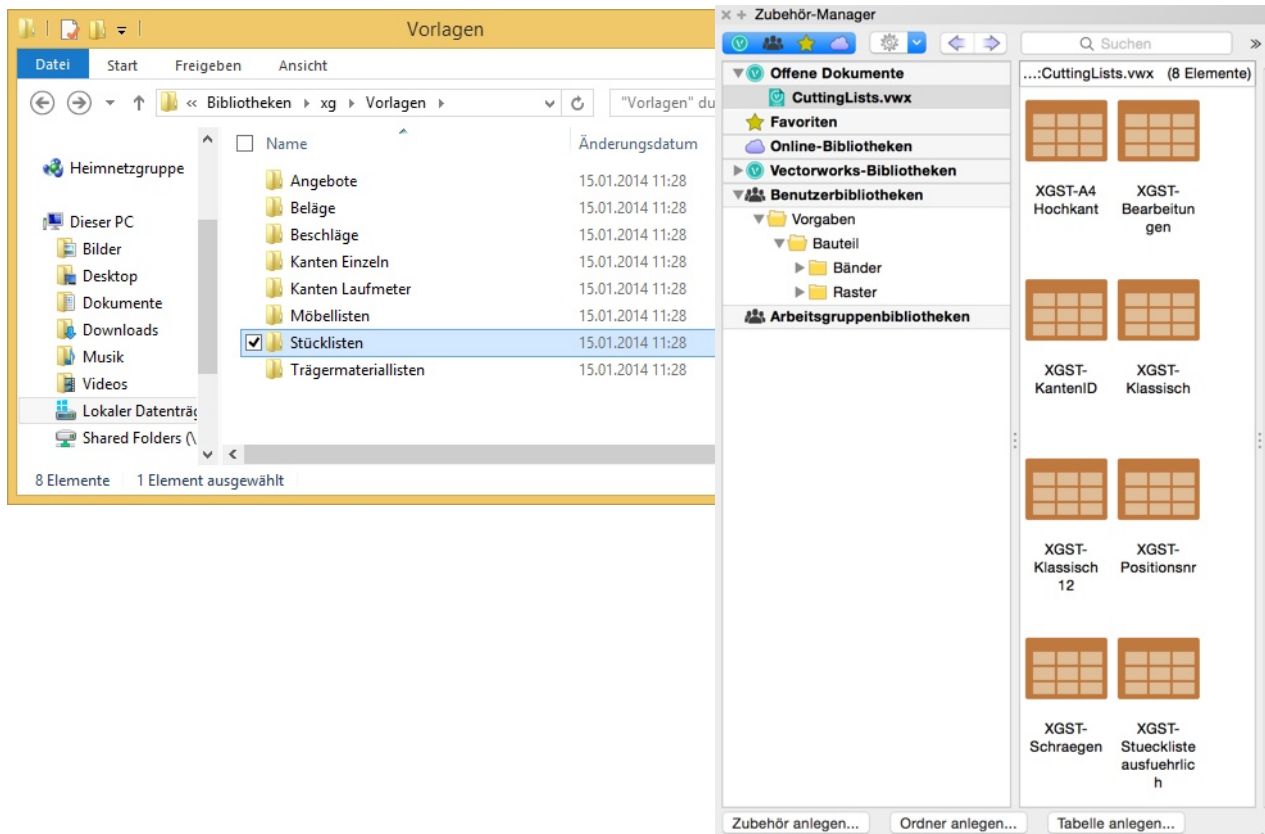 Vorlagen
Datei Start Freigeben Ansicht
« Bibliotheken Vorlagen xg "Vorlagen" du
Name Änderungsdatum
Heimnetzgruppe
Dieser PC
Bilder
Desktop
Dokumente
Downloads
Musik
Videos
Lokaler Datenträg
Shared Folders (\
Angebote 15.01.2014 11:28
Beläge 15.01.2014 11:28
Beschläge 15.01.2014 11:28
Kanten Einzeln 15.01.2014 11:28
Kanten Laufmeter 15.01.2014 11:28
Möbellisten 15.01.2014 11:28
Stücklisten 15.01.2014 11:28
Trägermateriallisten 15.01.2014 11:28
8 Elemente 1 Element ausgewählt
Zubehör-Manager
Suchen
Offene Dokumente
CuttingLists.vwx
Favoriten
Online-Bibliotheken
Vectorworks-Bibliotheken
Benutzerbibliotheken
Vorgaben
Bauteil
Bänder
Raster
Arbeitsgruppenbibliotheken
...:CuttingLists.vwx (8 Elemente)
XGST-A4
Hochkant
XGST-
Bearbeitun
gen
XGST-
KantenID
XGST-
Klassisch
XGST-
Klassisch
12
XGST-
Positionsnr
XGST-
Schraegen
XGST-
Stueckliste
ausfuehrlic
h
Zubehör anlegen... Ordner anlegen... Tabelle anlegen...